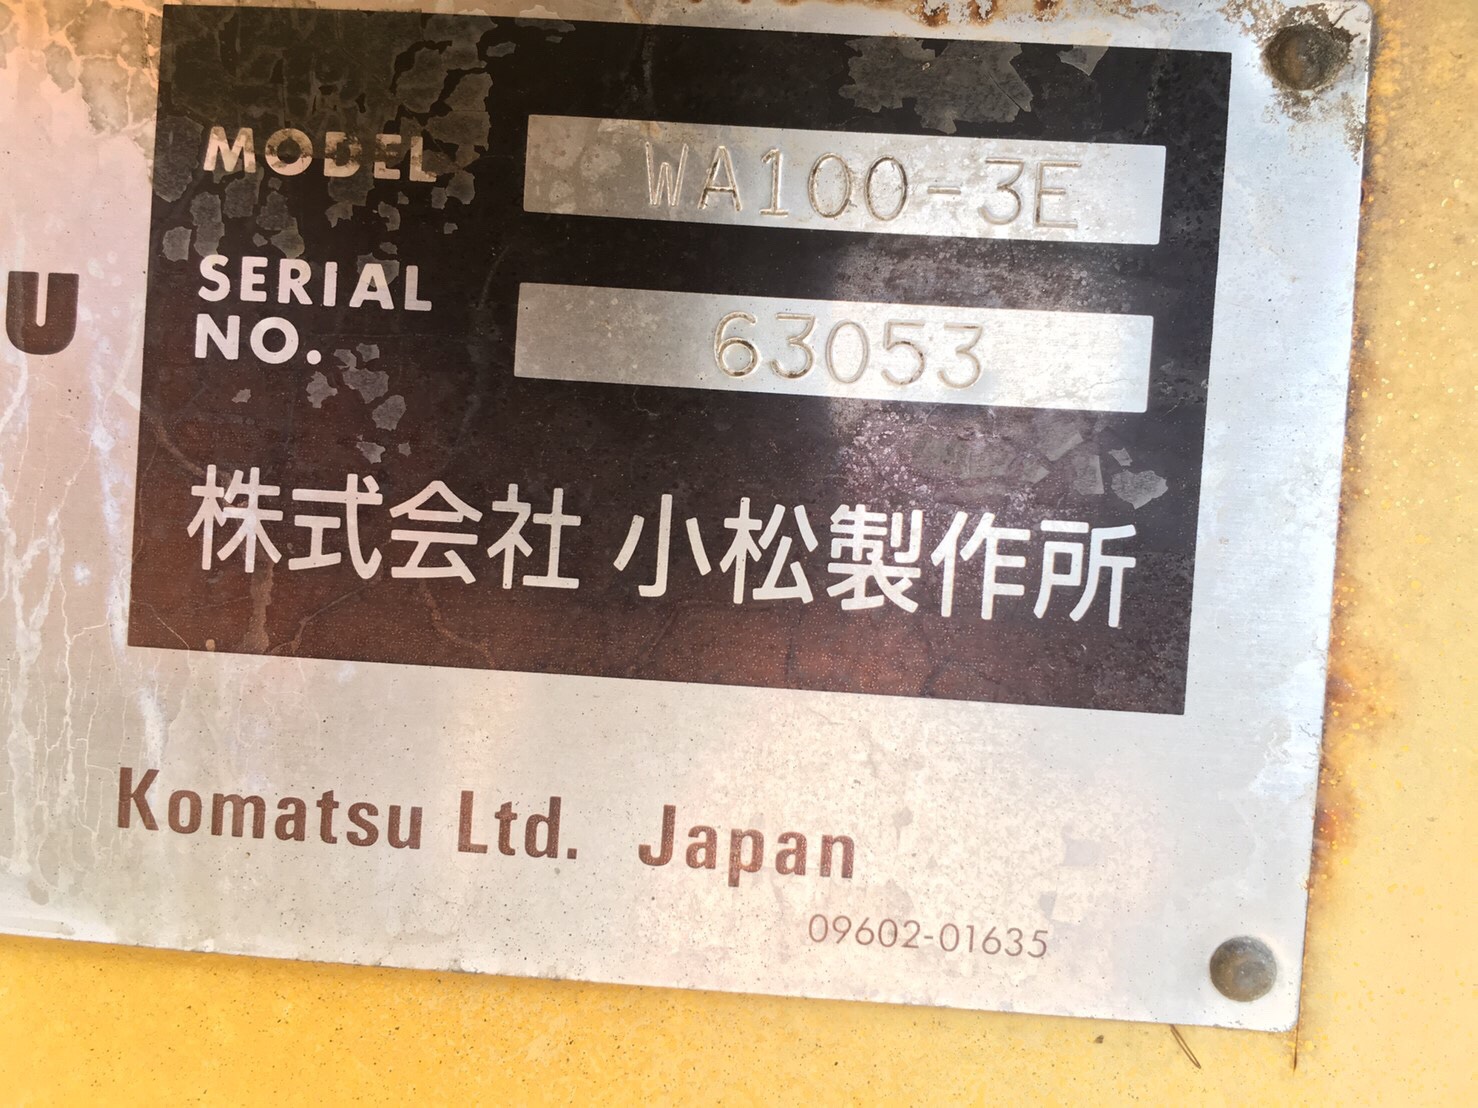 MODEL WA100-3E
SERIAL NO. 63053
U
株式会社 小松製作所
Komatsu Ltd. Japan
09602-01635